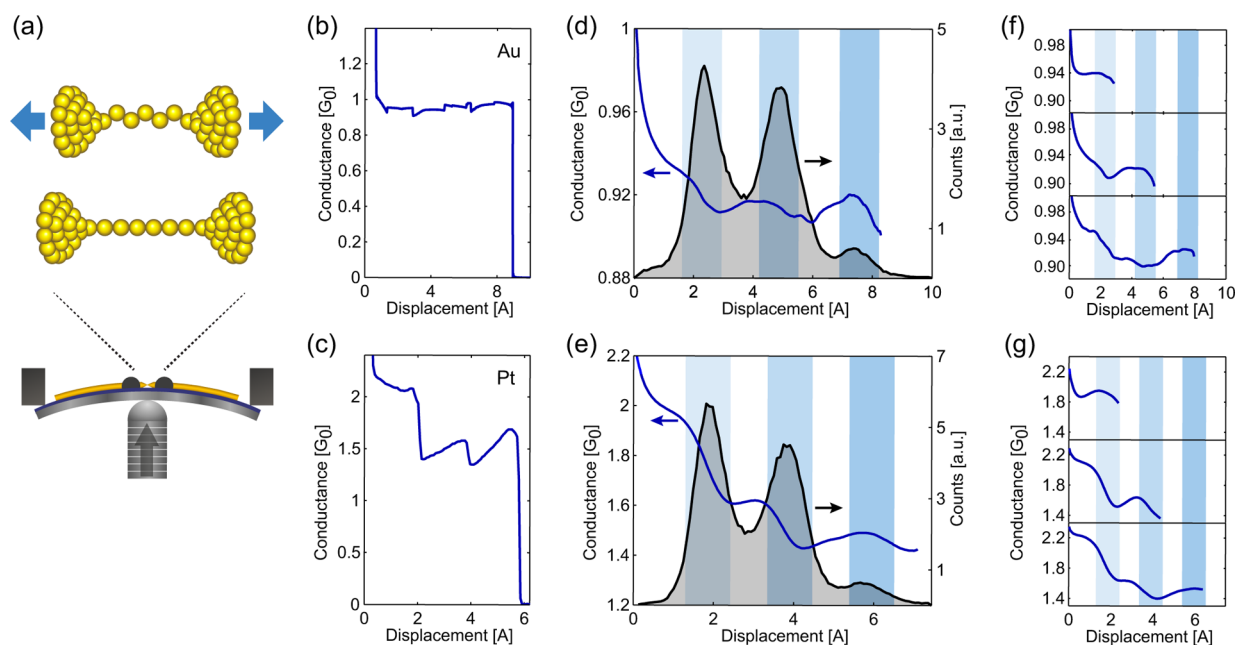 (a)
(b)
Au
Conductance [G0]
1.2
1
0.8
0.6
0.4
0.2
0
0 4 8
Displacement [A]
(c)
Pt
Conductance [G0]
2
1.5
1
0.5
0
0 2 4 6
Displacement [A]
(d)
Conductance [G0]
1
0.96
0.92
0.88
5
3
1
Counts [a.u.]
0 2 4 6 8 10
Displacement [A]
(e)
Conductance [G0]
2.2
2
1.8
1.6
1.4
1.2
7
5
3
1
Counts [a.u.]
0 2 4 6
Displacement [A]
(f)
Conductance [G0]
0.98
0.94
0.90
0.98
0.94
0.90
0.98
0.94
0.90
0 2 4 6 8 10
Displacement [A]
(g)
Conductance [G0]
2.2
1.8
1.4
2.2
1.8
1.4
2.2
1.8
1.4
0 2 4 6
Displacement [A]